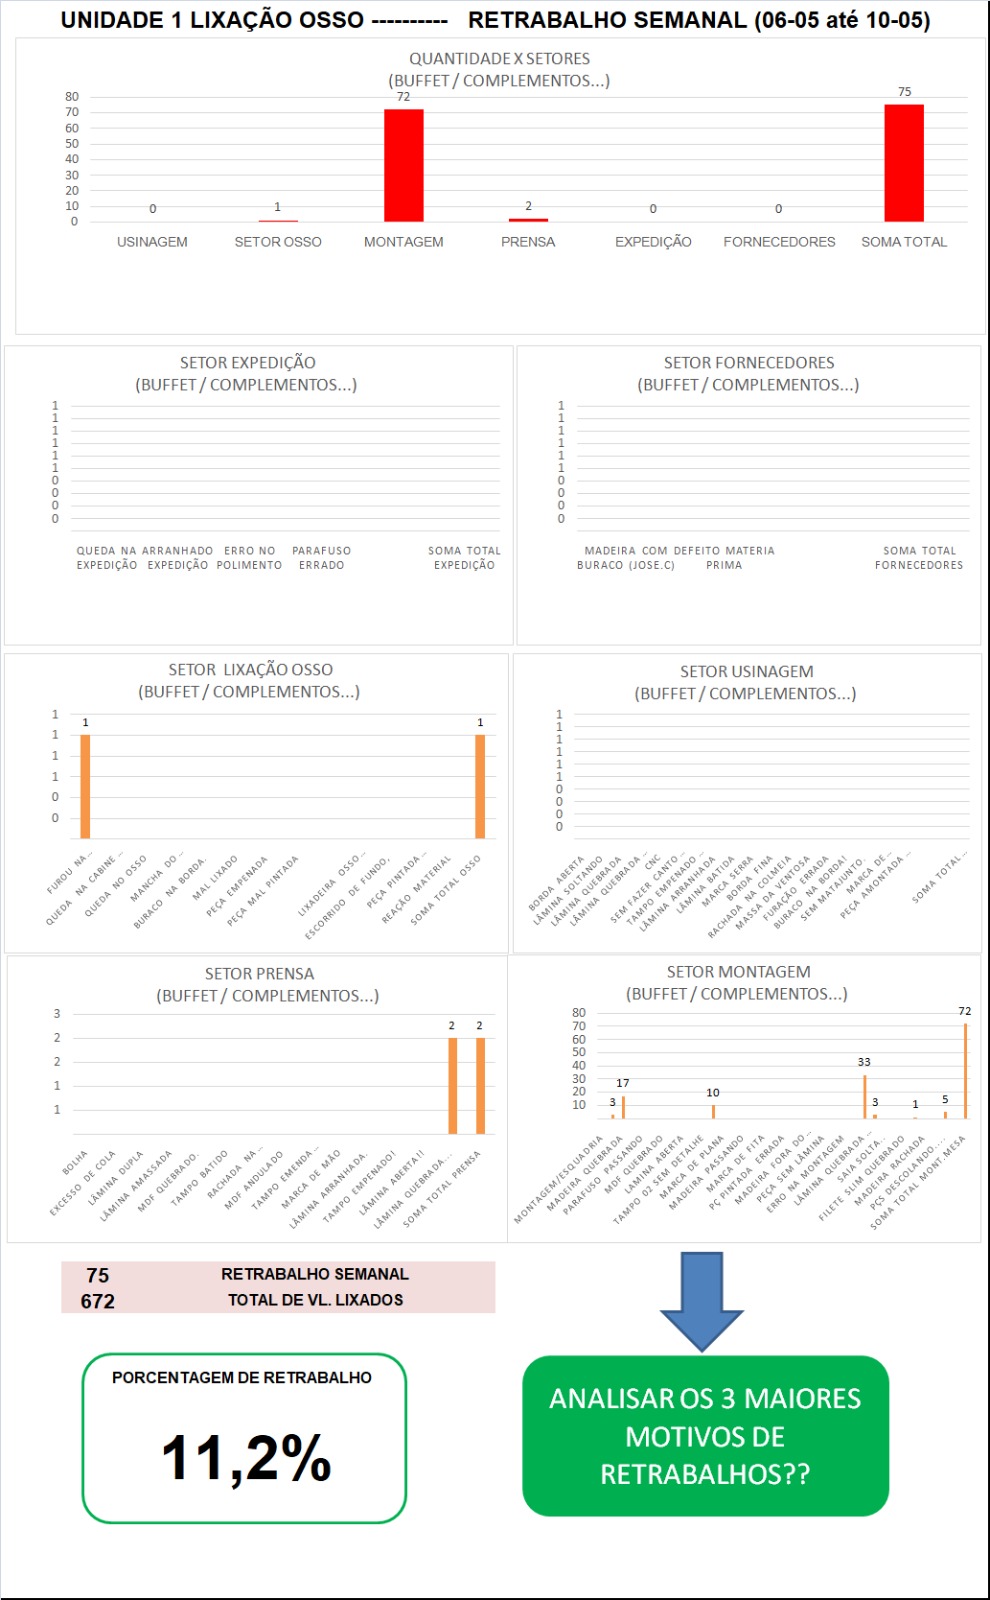 UNIDADE 1 LIXAÇÃO OSSO ---------- RETRABALHO SEMANAL (06-05 até 10-05)
QUANTIDADE X SETORES
(BUFFET / COMPLEMENTOS...)
80
70
60
50
40
30
20
10
0
0
1
72
2
0
0
75
USINAGEM
SETOR OSSO
MONTAGEM
PRENSA
EXPEDIÇÃO
FORNECEDORES
SOMA TOTAL
SETOR EXPEDIÇÃO
(BUFFET / COMPLEMENTOS...)
1
1
1
1
1
1
0
0
0
0
QUEDA NA EXPEDIÇÃO
ARRANHADO EXPEDIÇÃO
ERRO NO POLIMENTO
PARAFUSO ERRADO
SOMA TOTAL EXPEDIÇÃO
SETOR FORNECEDORES
(BUFFET / COMPLEMENTOS...)
1
1
1
1
1
1
0
0
0
0
MADEIRA COM BURACO (JOSE.C)
DEFEITO MATERIA PRIMA
SOMA TOTAL FORNECEDORES
SETOR LIXAÇÃO OSSO
(BUFFET / COMPLEMENTOS...)
1
1
1
1
0
0
1
1
FUROU NA...
QUEDA NA CABINE...
QUEDA NO OSSO
MANCHA DO...
BURACO NA BORDA.
MAL LIXADO
PEÇA EMPENADA
PEÇA MAL PINTADA
LIXADEIRA OSSO...
ESCORRIDO DE FUNDO,
PEÇA PINTADA...
REAÇÃO MATERIAL
SOMA TOTAL OSSO
SETOR USINAGEM
(BUFFET / COMPLEMENTOS...)
1
1
1
1
1
1
0
0
0
0
BORDA ABERTA
LÂMINA SOLTANDO
LÂMINA QUEBRADA
LÂMINA QUEBRADA...
CNC
SEM FAZER CANTO...
TAMPO EMPENADO...
LÂMINA ARRANHADA
LÂMINA BATIDA
MARCA SERRA
BORDA FINA
RACHADA NA COLMEIA
MASSA DA VENTOSA
FURAÇÃO ERRADA
BURACO NA BORDA!
SEM MATAJUNTO.
MARCA DE...
PEÇA AMONTADA...
SOMA TOTAL...
SETOR PRENSA
(BUFFET / COMPLEMENTOS...)
3
2
2
1
1
2
2
BOLHA
EXCESSO DE COLA
LÂMINA DUPLA
LÂMINA AMASSADA
MDF QUEBRADO.
TAMPO BATIDO
RACHADA NA...
MDF ANDULADO
TAMPO EMENDA...
MARCA DE MÃO
LÂMINA ARRANHADA.
TAMPO EMPENADO!
LÂMINA ABERTA!!
LÂMINA QUEBRADA...
SOMA TOTAL PRENSA
SETOR MONTAGEM
(BUFFET / COMPLEMENTOS...)
80
70
60
50
40
30
20
10
3
17
10
33
3
1
5
72
MONTAGEM/ESQUADRIA
MADEIRA QUEBRADA
PARAFUSO PASSANDO
MDF QUEBRADO
LAMINA ABERTA
TAMPO 02 SEM DETALHE
MARCA DE PLANA
MADEIRA PASSANDO
MARCA DE FITA
PÇ PINTADA ERRADA
MADEIRA FORA DO...
PEÇA SEM LÂMINA
ERRO NA MONTAGEM
LÂMINA QUEBRADA...
SAIA SOLTA..
FILETE SLIM QUEBRADO
MADEIRA RACHADA
PÇS DESCOLANDO....
SOMA TOTAL MONT.MESA
75 RETRABALHO SEMANAL
672 TOTAL DE VL. LIXADOS
PORCENTAGEM DE RETRABALHO
11,2%
ANALISAR OS 3 MAIORES
MOTIVOS DE
RETRABALHOS??